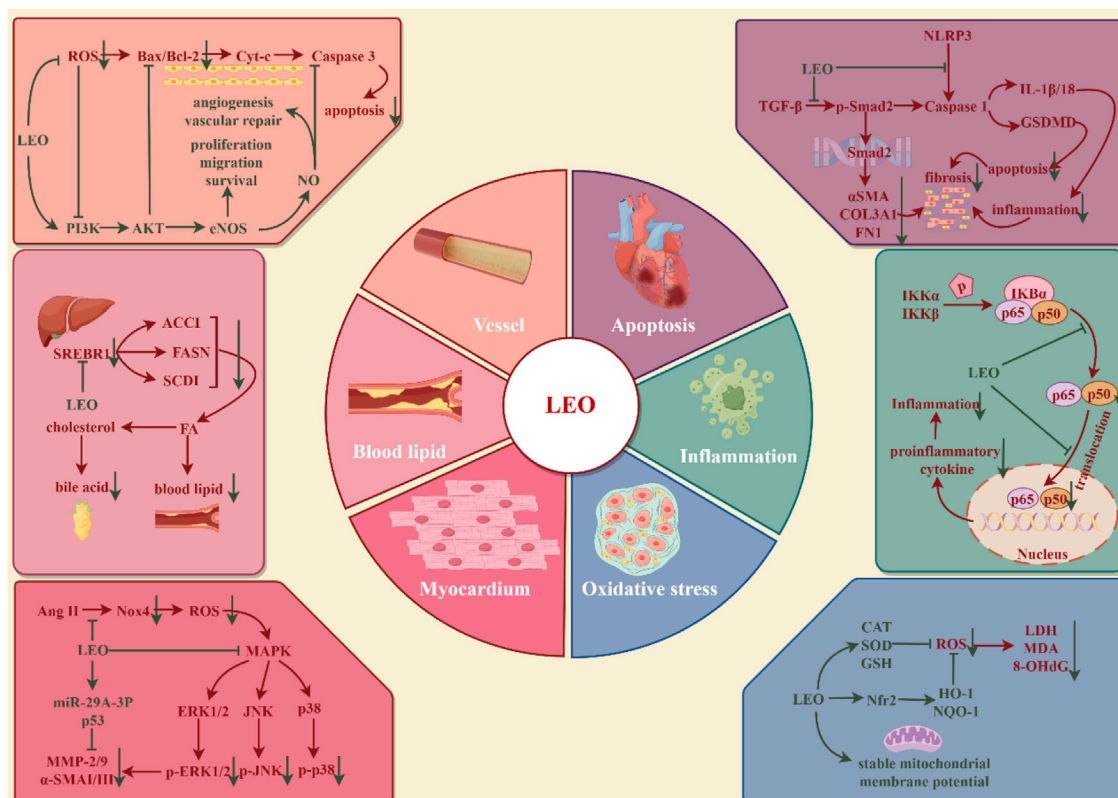 ROS
Bax/Bcl-2
Cyt-c
Caspase 3
angiogenesis
vascular repair
apoptosis
LEO
proliferation
migration
survival
NO
PI3K
AKT
eNOS
NLRP3
LEO
TGF-β
p-Smad2
Caspase 1
IL-1β/18
GSDMD
Smad2
fibrosis
apoptosis
αSMA
COL3A1
FN1
inflammation
Vessel
Apoptosis
Blood lipid
LEO
Inflammation
Myocardium
Oxidative stress
SREBR1
ACCI
FASN
SCDI
LEO
cholesterol
FA
bile acid
blood lipid
IKKα
IKKβ
p
IKBα
p65
p50
LEO
p65
p50
Inflammation
proinflammatory
cytokine
translocation
p65
p50
Nucleus
Ang II
Nox4
ROS
LEO
MAPK
miR-29A-3P
p53
ERK1/2
JNK
p38
MMP-2/9
α-SMAI/III
p-ERK1/2
p-JNK
p-p38
CAT
SOD
GSH
ROS
LDH
MDA
8-OHdG
LEO
Nfr2
HO-1
NQO-1
stable mitochondrial
membrane potential